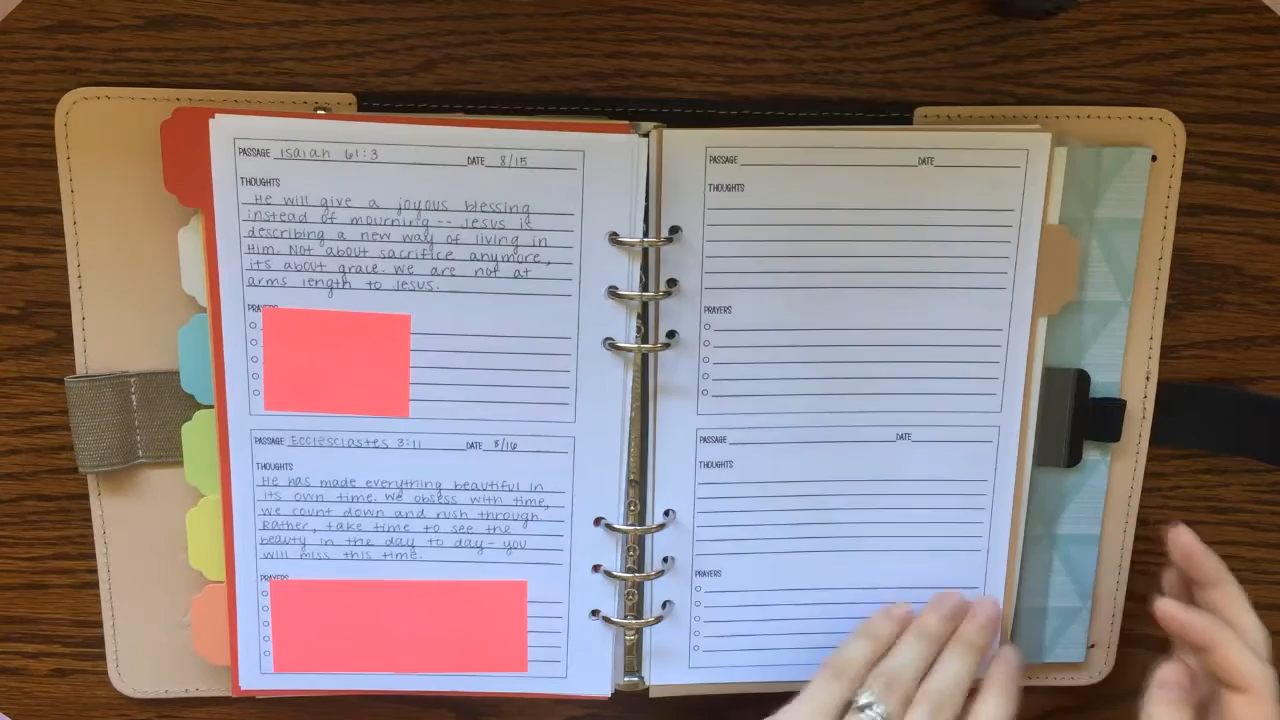 PASSAGE Isaiah 61:3 DATE 8/15
THOUGHTS
He will give a joyous blessing
instead of mourning-- Jesus is
describing a new way of living in
Him. Not about sacrifice anymore,
its about grace. We are not at
arms length to Jesus.
PRAYERS
PASSAGE Ecclesiastes 3:11 DATE 8/16
THOUGHTS
He has made everything beautiful in
its own time. We obsess with time,
we count down and rush through.
Rather, take time to see the
beauty in the day to day- you
will miss this time.
PRAYERS
PASSAGE DATE
THOUGHTS
PRAYERS
PASSAGE DATE
THOUGHTS
PRAYERS